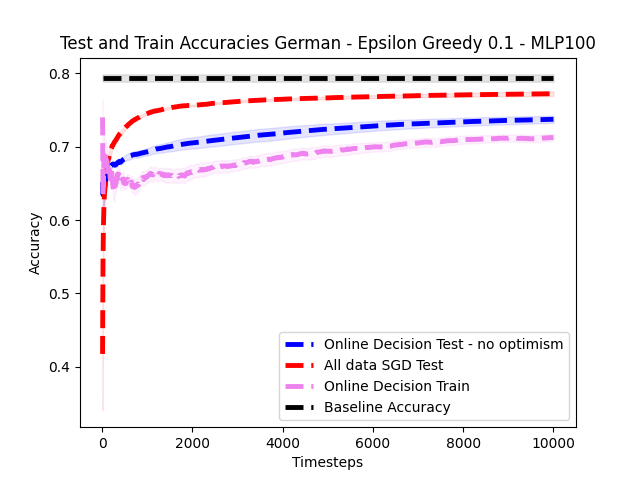 Test and Train Accuracies German - Epsilon Greedy 0.1 - MLP100
0.8
0.7
0.6
0.5
0.4
Accuracy
Online Decision Test - no optimism
All data SGD Test
Online Decision Train
Baseline Accuracy
0 2000 4000 6000 8000 10000
Timesteps